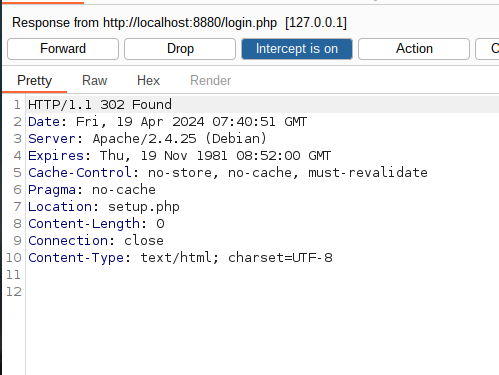 Response from http://localhost:8880/login.php [127.0.0.1]
Forward Drop Intercept is on Action
Pretty Raw Hex Render
1 HTTP/1.1 302 Found
2 Date: Fri, 19 Apr 2024 07:40:51 GMT
3 Server: Apache/2.4.25 (Debian)
4 Expires: Thu, 19 Nov 1981 08:52:00 GMT
5 Cache-Control: no-store, no-cache, must-revalidate
6 Pragma: no-cache
7 Location: setup.php
8 Content-Length: 0
9 Connection: close
10 Content-Type: text/html; charset=UTF-8
11
12